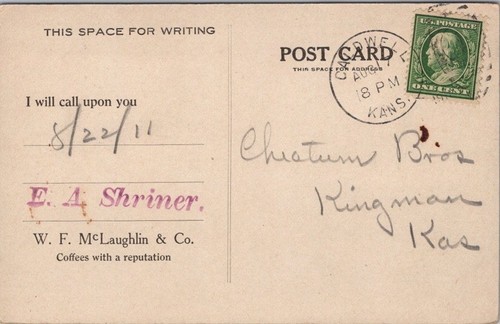 THIS SPACE FOR WRITING
I will call upon you
8/22/11
E. A. Shriner.
W. F. McLaughlin & Co.
Coffees with a reputation
POST CARD
THIS SPACE FOR ADDRESS
CALDWELL
AUG
8 PM
KANS.
U.S. POSTAGE
ONE CENT
Cheatum Bros
Kingman
Kas